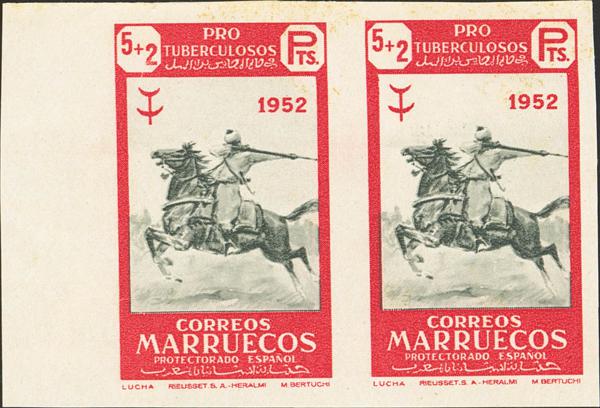 5+2
PRO
TUBERCULOSOS
PTS.
1952
CORREOS
MARRUECOS
PROTECTORADO ESPAÑOL
LUCHA RIEUSSET.S.A.-HERALMI M.BERTUCHI
5+2
PRO
TUBERCULOSOS
PTS.
1952
CORREOS
MARRUECOS
PROTECTORADO ESPAÑOL
LUCHA RIEUSSET.S.A.-HERALMI M.BERTUCHI